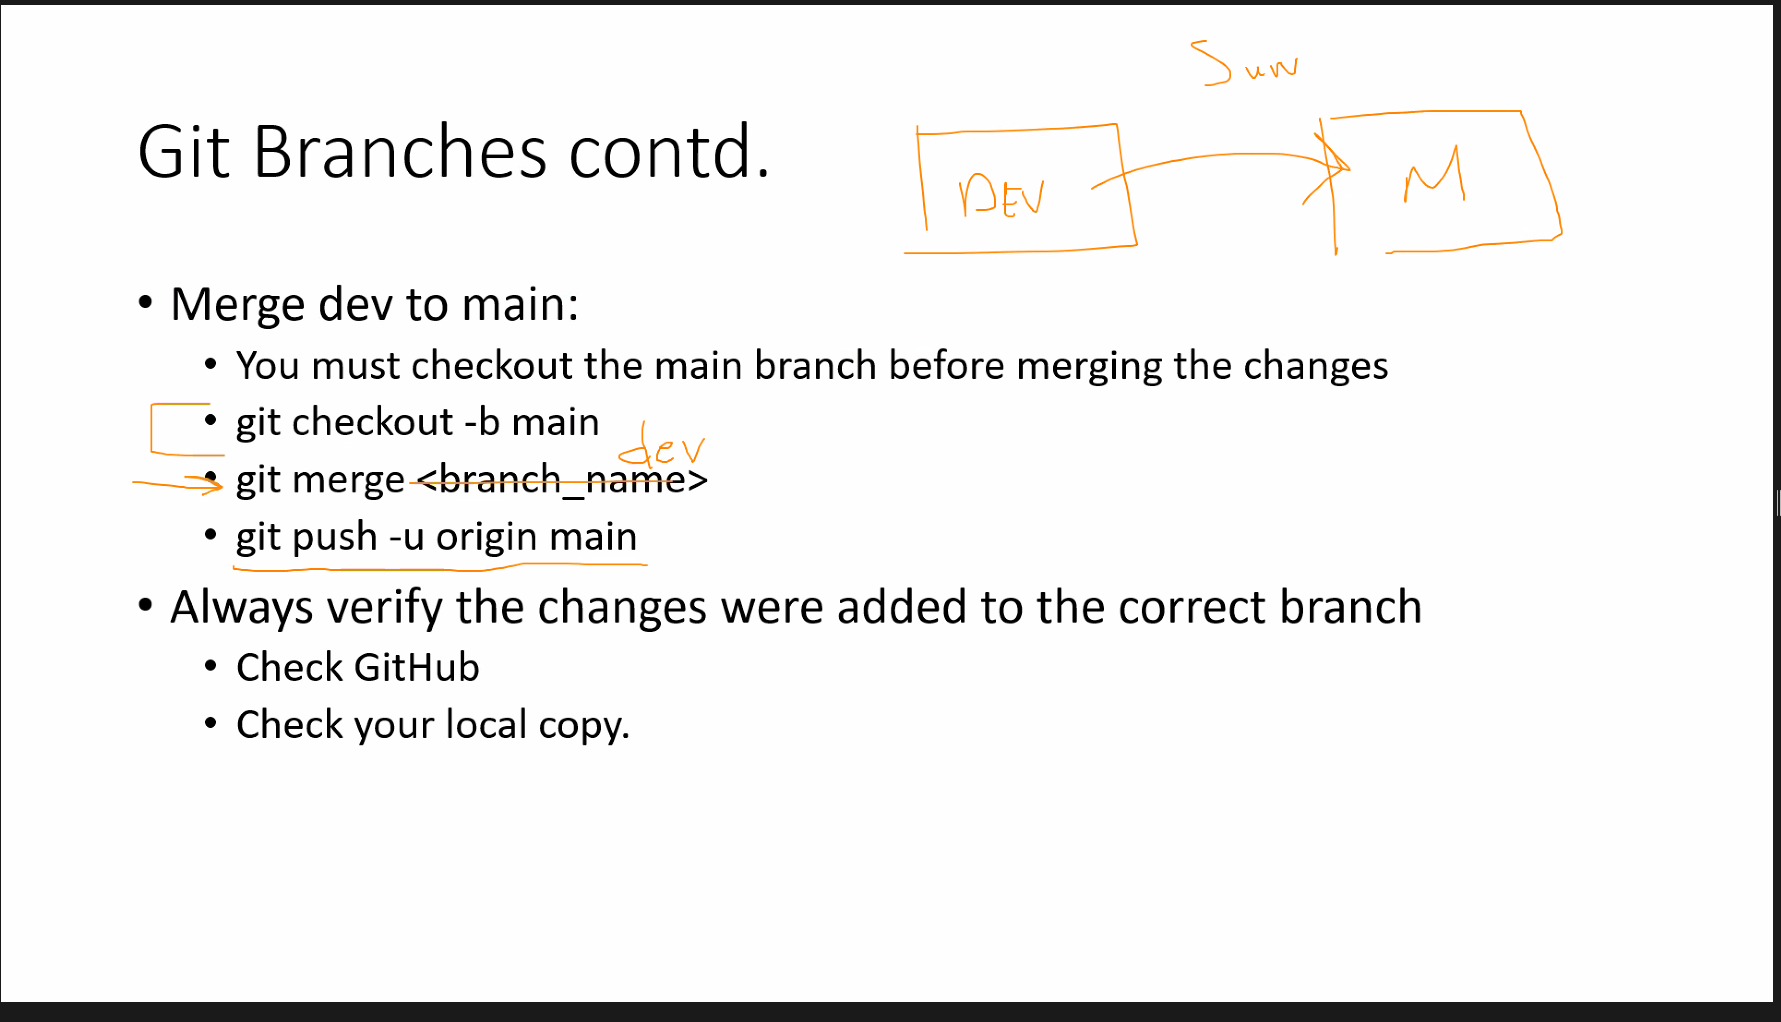 Git Branches contd.
DEV
M
• Merge dev to main:
• You must checkout the main branch before merging the changes
• git checkout -b main
dev
• git merge <branch_name>
• git push -u origin main
• Always verify the changes were added to the correct branch
• Check GitHub
• Check your local copy.